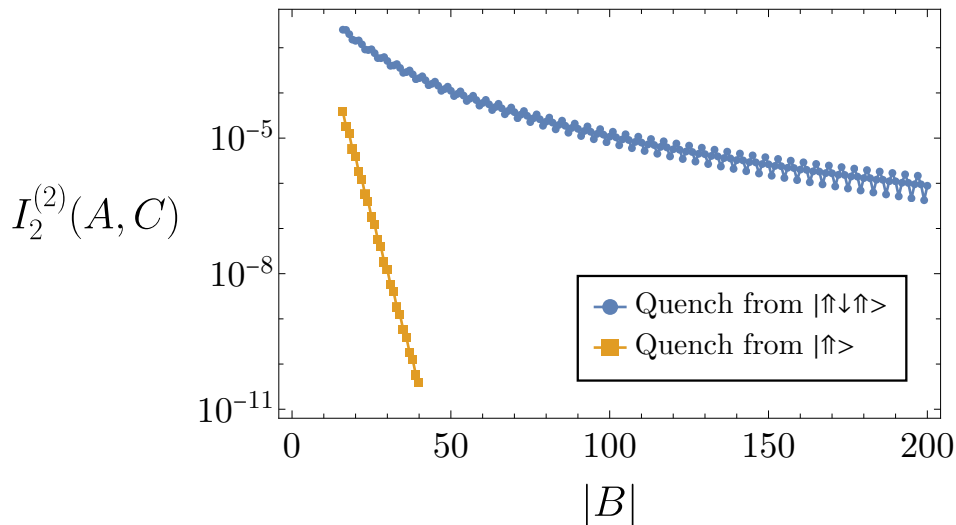 10^{-5}
I_2^{(2)}(A, C)
10^{-8}
Quench from |⇑↓⇑>
Quench from |⇑>
10^{-11}
0 50 100 150 200
|B|